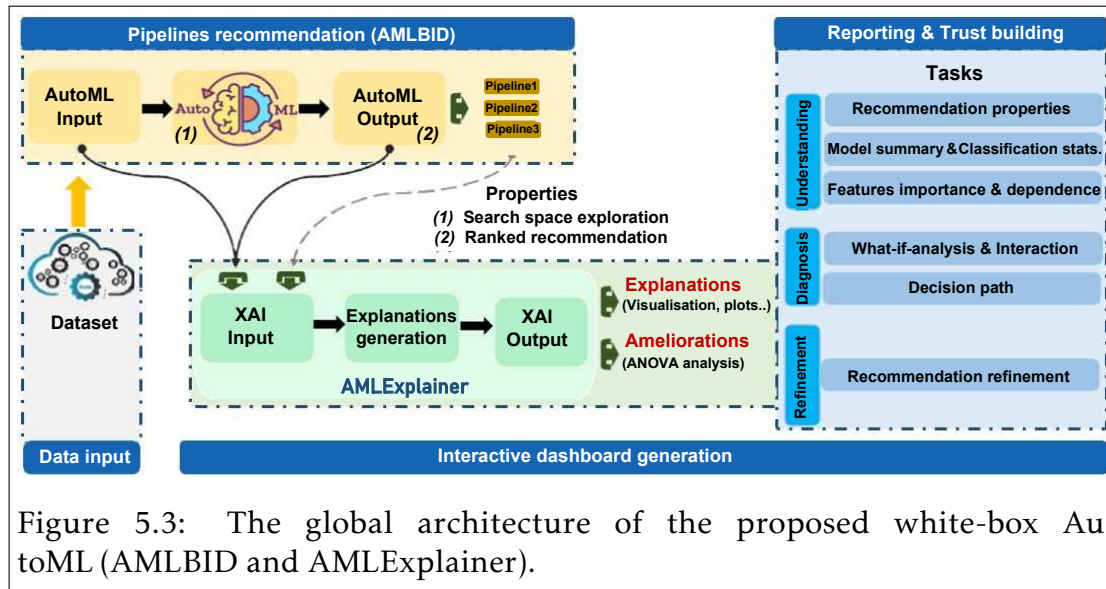 Pipelines recommendation (AMLBID)
AutoML
Input
Auto ML
(1)
AutoML
Output
(2)
Pipeline1
Pipeline2
Pipeline3
Properties
(1) Search space exploration
(2) Ranked recommendation
Dataset
Data input
XAI
Input
Explanations
generation
XAI
Output
AMLExplainer
Explanations
(Visualisation, plots..)
Ameliorations
(ANOVA analysis)
Interactive dashboard generation
Reporting & Trust building
Tasks
Understanding
Recommendation properties
Model summary & Classification stats.
Features importance & dependence
Diagnosis
What-if-analysis & Interaction
Decision path
Refinement
Recommendation refinement
Figure 5.3: The global architecture of the proposed white-box Au
toML (AMLBID and AMLExplainer).